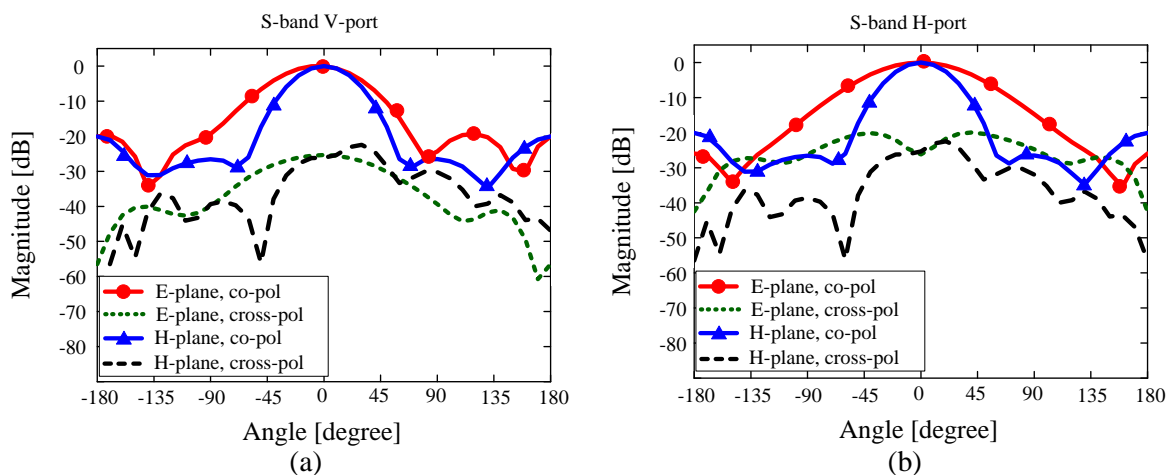 S-band V-port
Magnitude [dB]
0
-10
-20
-30
-40
-50
-60
-70
-80
E-plane, co-pol
E-plane, cross-pol
H-plane, co-pol
H-plane, cross-pol
-180 -135 -90 -45 0 45 90 135 180
Angle [degree]
(a)
S-band H-port
Magnitude [dB]
0
-10
-20
-30
-40
-50
-60
-70
-80
E-plane, co-pol
E-plane, cross-pol
H-plane, co-pol
H-plane, cross-pol
-180 -135 -90 -45 0 45 90 135 180
Angle [degree]
(b)